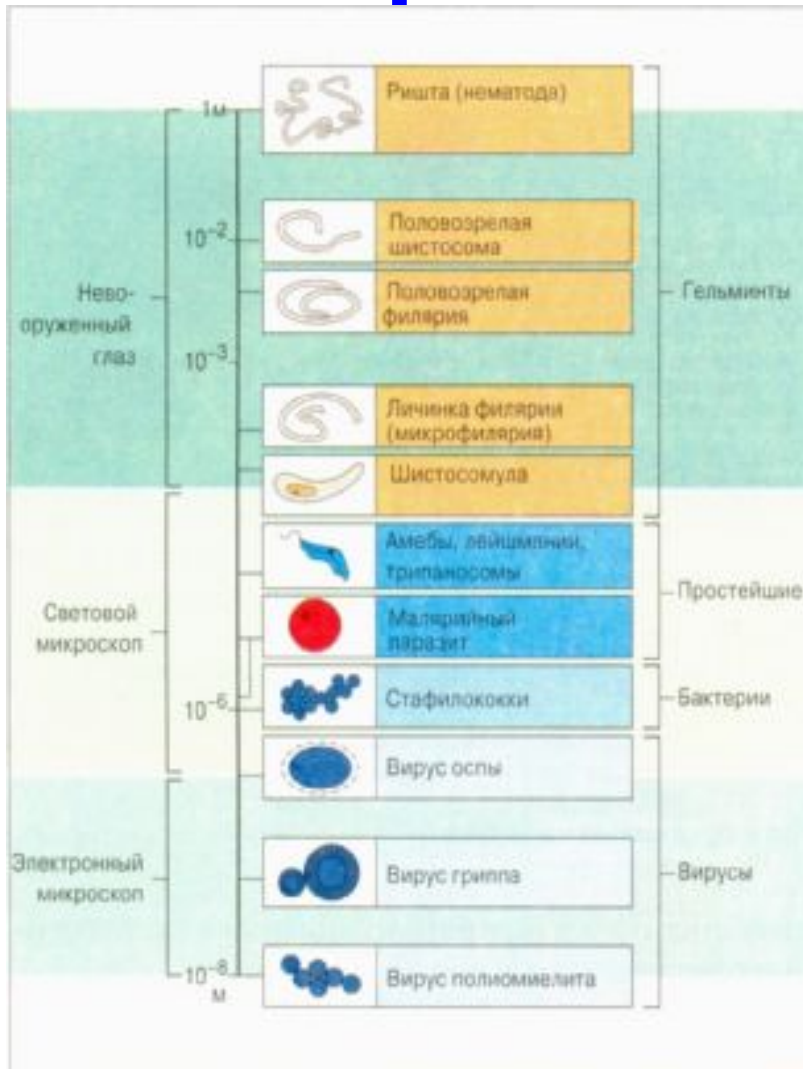 Ришта (нематода)
1м
10⁻²
Половозрелая
шистосома
Половозрелая
филярия
Гельминты
Нево-
оруженный
глаз
10⁻³
Личинка филярии
(микрофилярия)
Шистосомула
Амебы, лейшмании,
трипаносомы
Простейшие
Световой
микроскоп
Малярийный
паразит
10⁻⁶
Стафилококки
Бактерии
Вирус оспы
Электронный
микроскоп
Вирус гриппа
Вирусы
10⁻⁸
м
Вирус полиомиелита